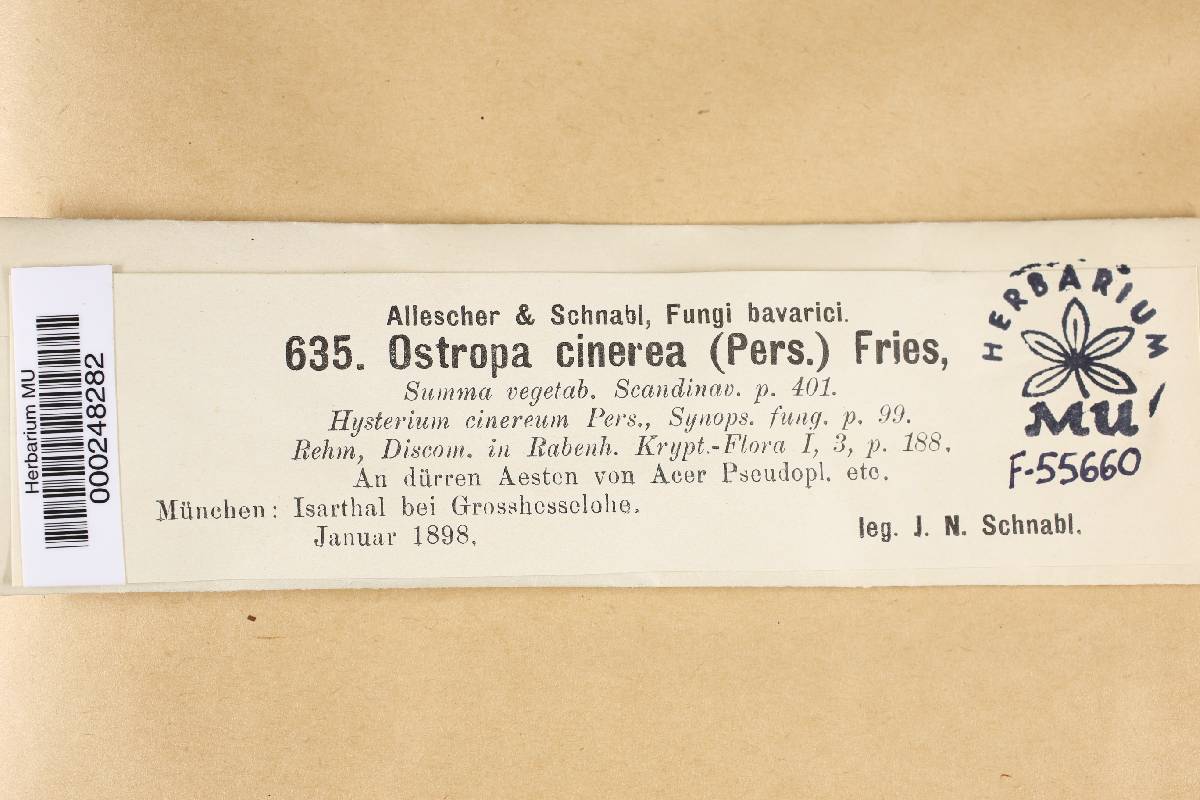 Allescher & Schnabl, Fungi bavarici.
635. Ostropa cinerea (Pers.) Fries,
Summa vegetab. Scandinav. p. 401.
Hysterium cinereum Pers., Synops. fung. p. 99.
Rehm, Discom. in Rabenh. Krypt.-Flora I, 3, p. 188.
An dürren Aesten von Acer Pseudopl. etc.
München: Isarthal bei Grosshesselohe.
Januar 1898.
leg. J. N. Schnabl.
HERBARIUM
MU
F-55660
Herbarium MU
000248282